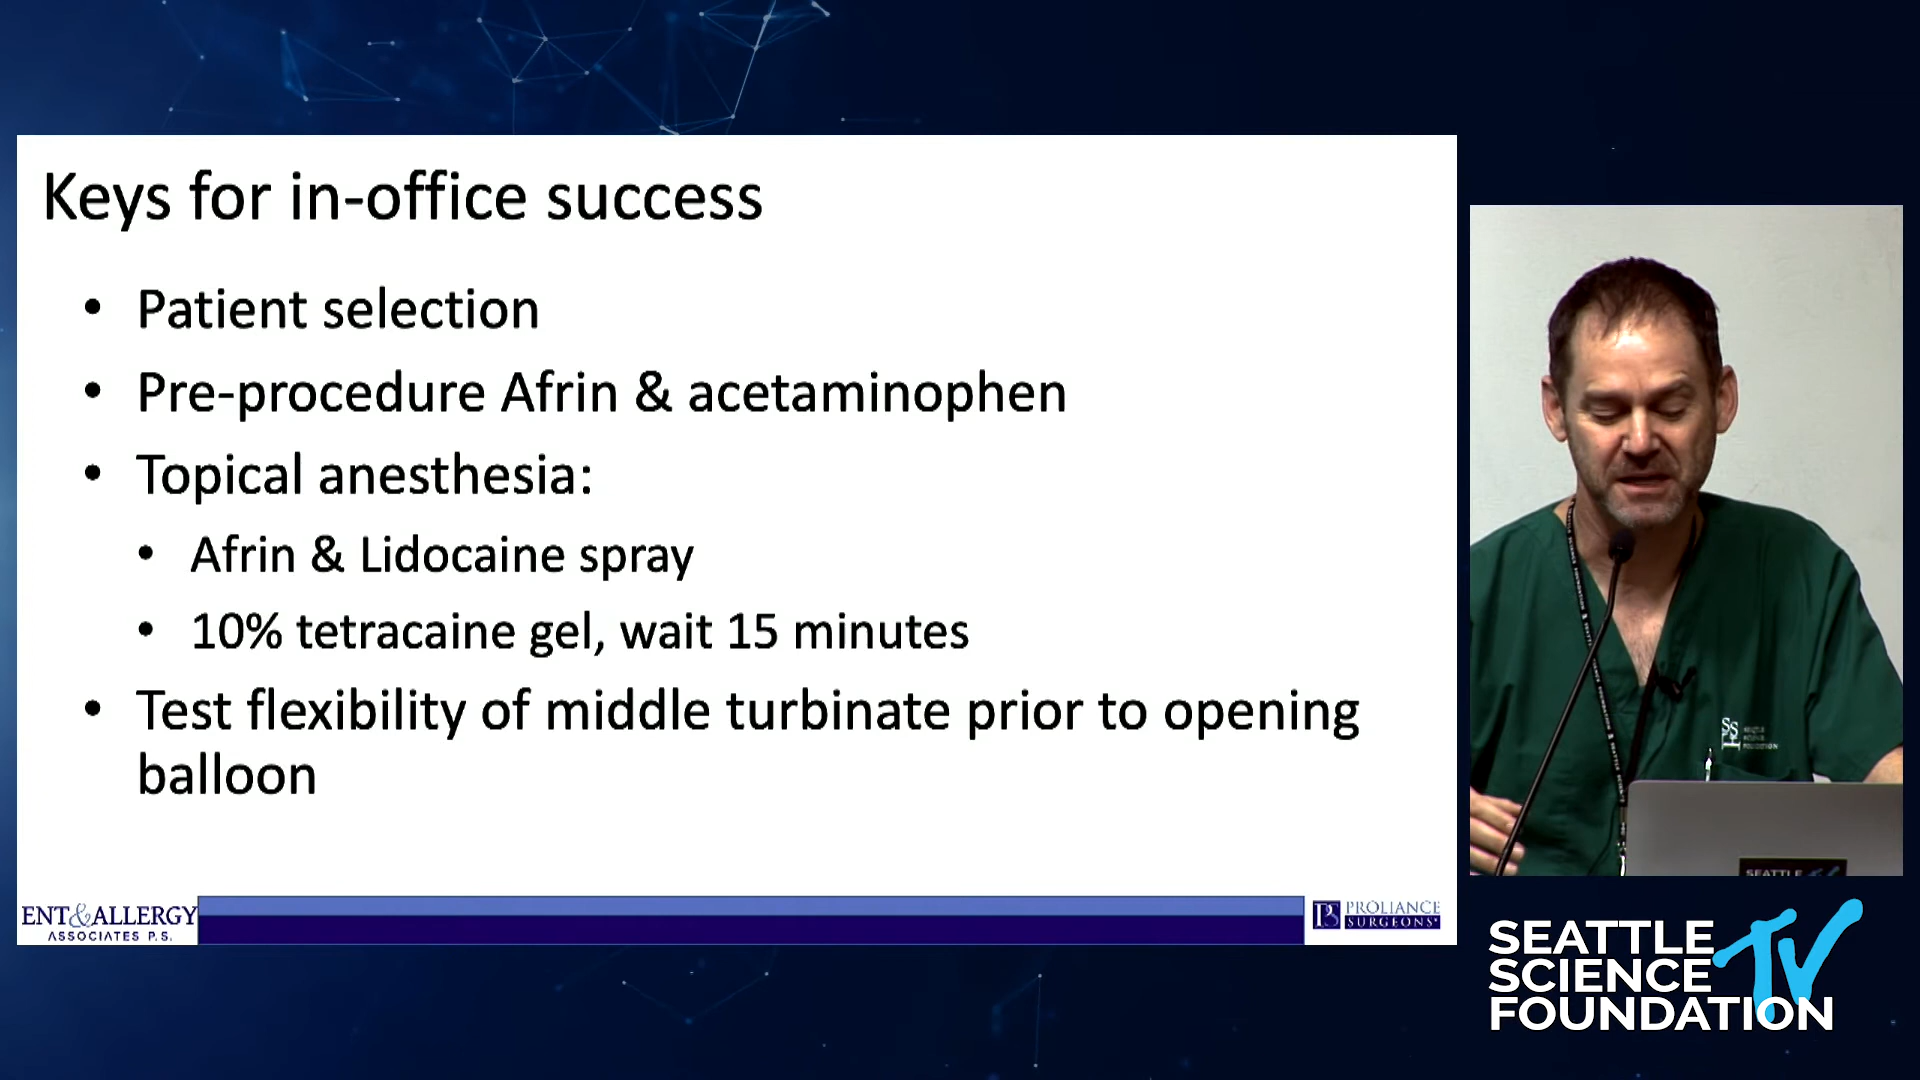 Keys for in-office success
• Patient selection
• Pre-procedure Afrin & acetaminophen
• Topical anesthesia:
• Afrin & Lidocaine spray
• 10% tetracaine gel, wait 15 minutes
• Test flexibility of middle turbinate prior to opening
balloon
ENT&ALLERGY
ASSOCIATES P.S.
PS PROLIANCE
SURGEONS
SEATTLE
SCIENCE
FOUNDATION
TV
SEATTLE